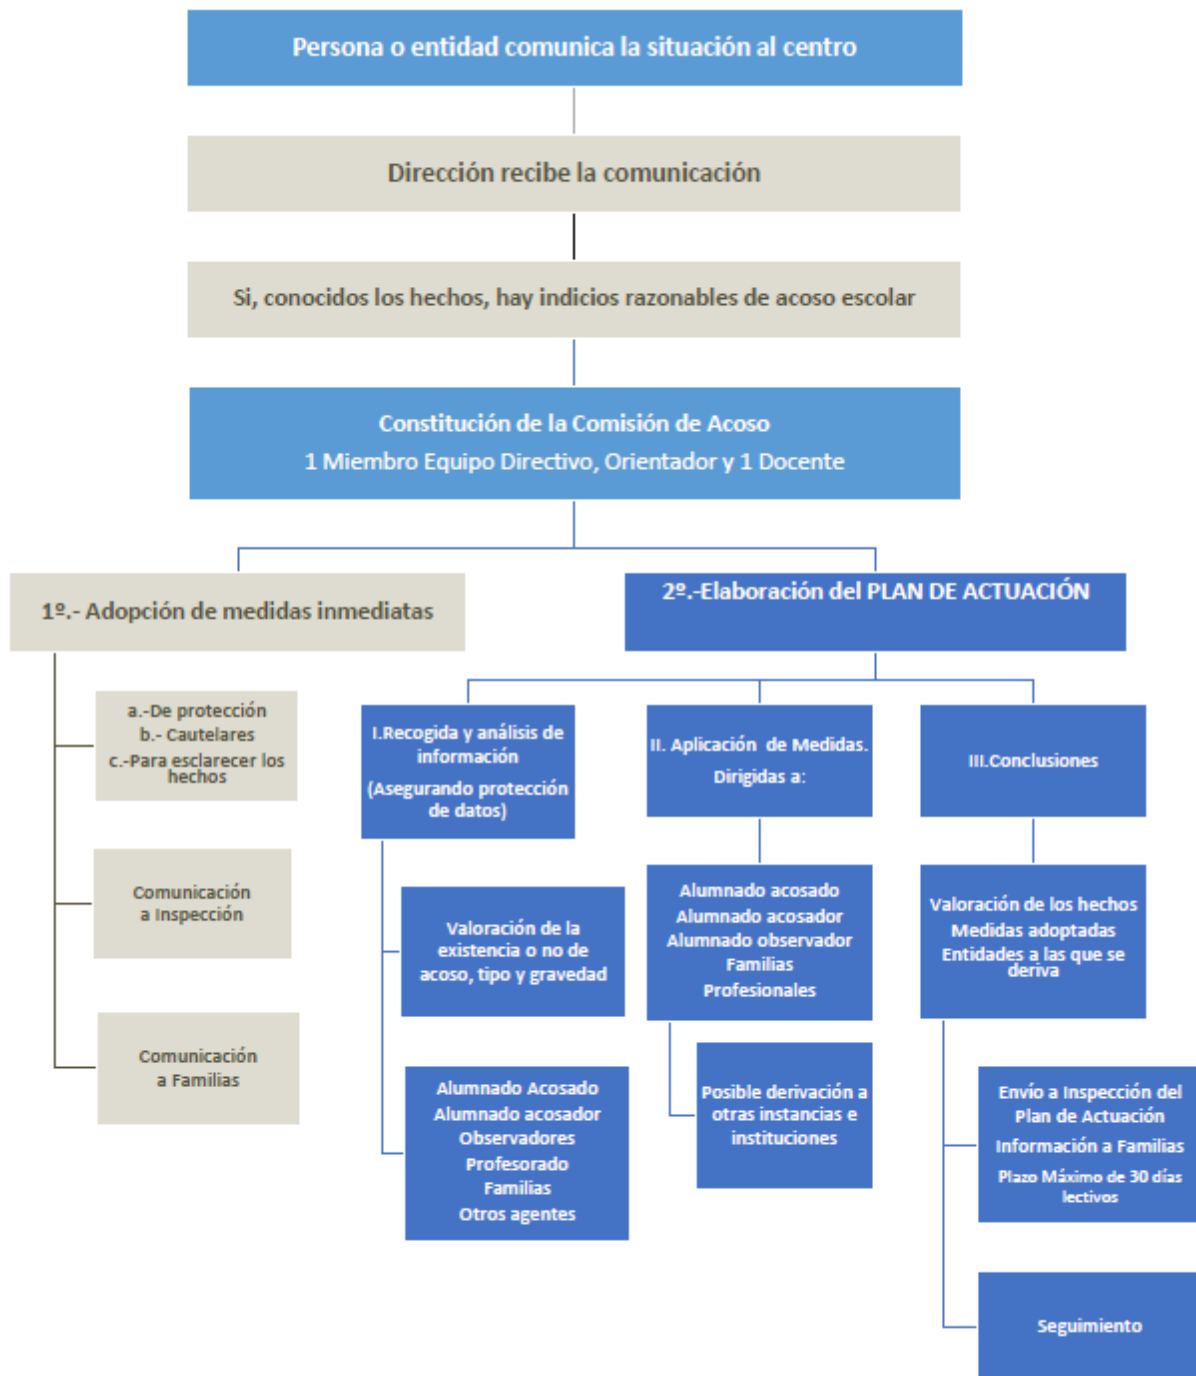 Persona o entidad comunica la situación al centro
Dirección recibe la comunicación
Si, conocidos los hechos, hay indicios razonables de acoso escolar
Constitución de la Comisión de Acoso
1 Miembro Equipo Directivo, Orientador y 1 Docente
1º.- Adopción de medidas inmediatas
a.-De protección
b.- Cautelares
c.-Para esclarecer los
hechos
Comunicación
a Inspección
Comunicación
a Familias
2º.-Elaboración del PLAN DE ACTUACIÓN
I.Recogida y análisis de
información
(Asegurando protección
de datos)
Valoración de la
existencia o no de
acoso, tipo y gravedad
Alumnado Acosado
Alumnado acosador
Observadores
Profesorado
Familias
Otros agentes
II. Aplicación de Medidas.
Dirigidas a:
Alumnado acosado
Alumnado acosador
Alumnado observador
Familias
Profesionales
Posible derivación a
otras instancias e
instituciones
III.Conclusiones
Valoración de los hechos
Medidas adoptadas
Entidades a las que se
deriva
Envío a Inspección del
Plan de Actuación
Información a Familias
Plazo Máximo de 30 días
lectivos
Seguimiento